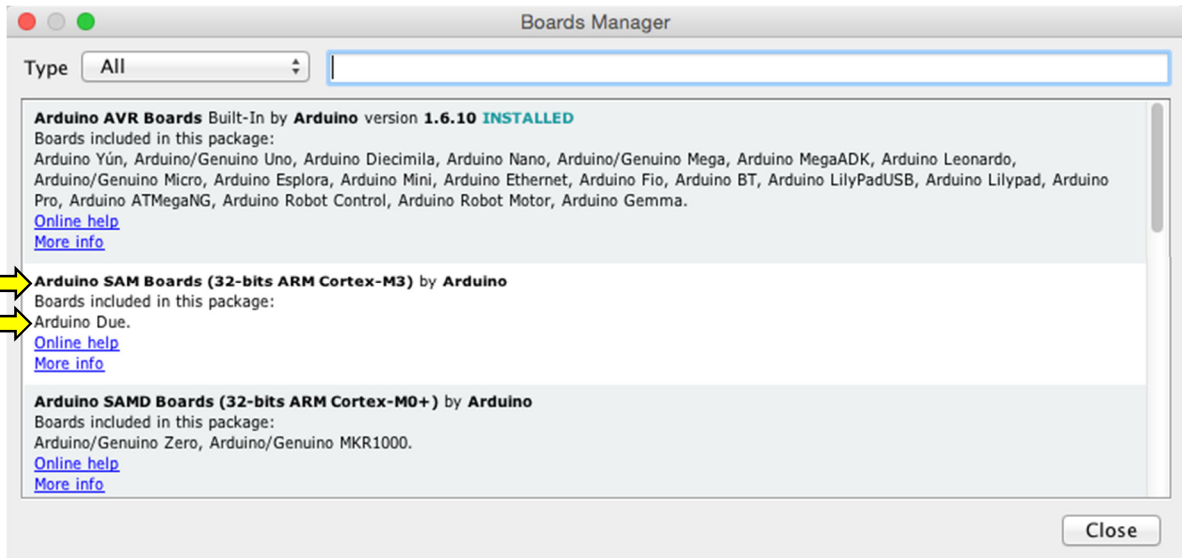 Boards Manager
Type All
Arduino AVR Boards Built-In by Arduino version 1.6.10 INSTALLED
Boards included in this package:
Arduino Yún, Arduino/Genuino Uno, Arduino Diecimila, Arduino Nano, Arduino/Genuino Mega, Arduino MegaADK, Arduino Leonardo,
Arduino/Genuino Micro, Arduino Esplora, Arduino Mini, Arduino Ethernet, Arduino Fio, Arduino BT, Arduino LilyPadUSB, Arduino Lilypad, Arduino
Pro, Arduino ATMegaNG, Arduino Robot Control, Arduino Robot Motor, Arduino Gemma.
Online help
More info
Arduino SAM Boards (32-bits ARM Cortex-M3) by Arduino
Boards included in this package:
Arduino Due.
Online help
More info
Arduino SAMD Boards (32-bits ARM Cortex-M0+) by Arduino
Boards included in this package:
Arduino/Genuino Zero, Arduino/Genuino MKR1000.
Online help
More info
Close